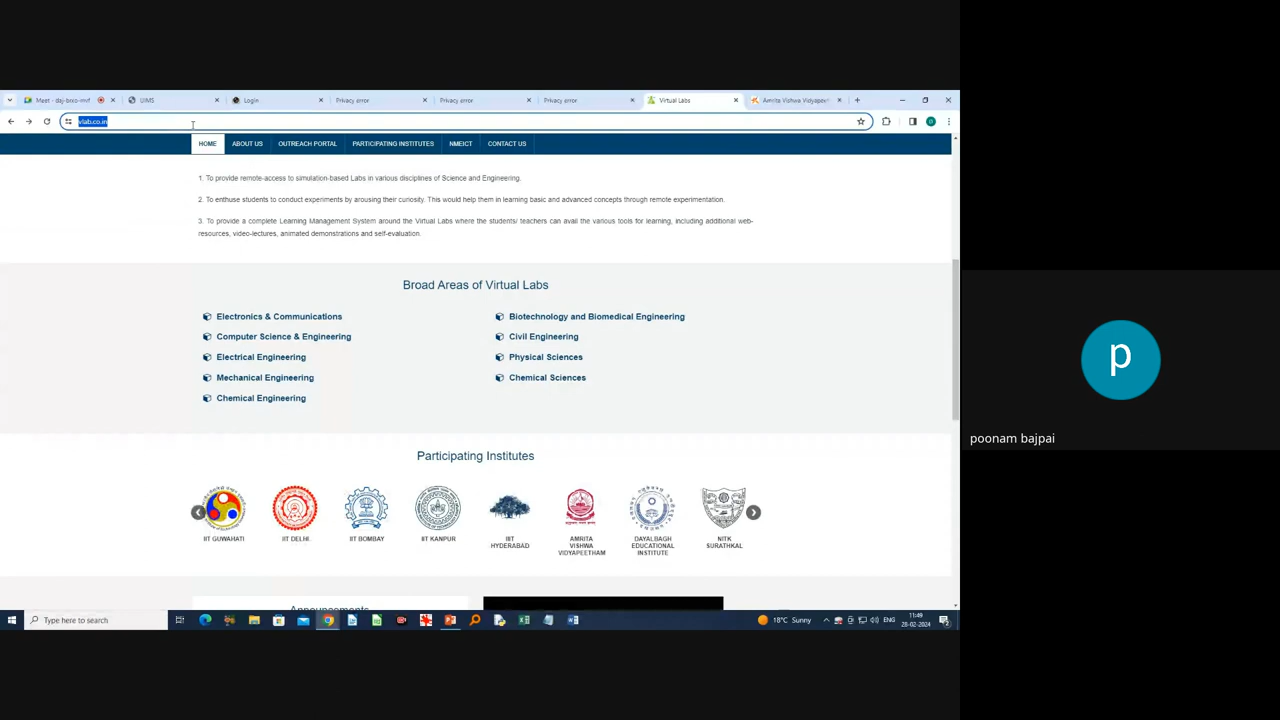 Meet - daj-bixo-imf
UIMS
Login
Privacy error
Privacy error
Privacy error
Virtual Labs
Amrita Vishwa Vidyapee
vlab.co.in
HOME
ABOUT US
OUTREACH PORTAL
PARTICIPATING INSTITUTES
NMEICT
CONTACT US
1. To provide remote-access to simulation-based Labs in various disciplines of Science and Engineering.
2. To enthuse students to conduct experiments by arousing their curiosity. This would help them in learning basic and advanced concepts through remote experimentation.
3. To provide a complete Learning Management System around the Virtual Labs where the students/ teachers can avail the various tools for learning, including additional web-
resources, video-lectures, animated demonstrations and self-evaluation.
Broad Areas of Virtual Labs
Electronics & Communications
Computer Science & Engineering
Electrical Engineering
Mechanical Engineering
Chemical Engineering
Biotechnology and Biomedical Engineering
Civil Engineering
Physical Sciences
Chemical Sciences
Participating Institutes
IIT GUWAHATI
IIT DELHI
IIT BOMBAY
IIT KANPUR
IIIT
HYDERABAD
AMRITA
VISHWA
VIDYAPEETHAM
DAYALBAGH
EDUCATIONAL
INSTITUTE
NITK
SURATHKAL
Announcements
Type here to search
18°C Sunny
ENG
11:49
28-02-2024
p
poonam bajpai